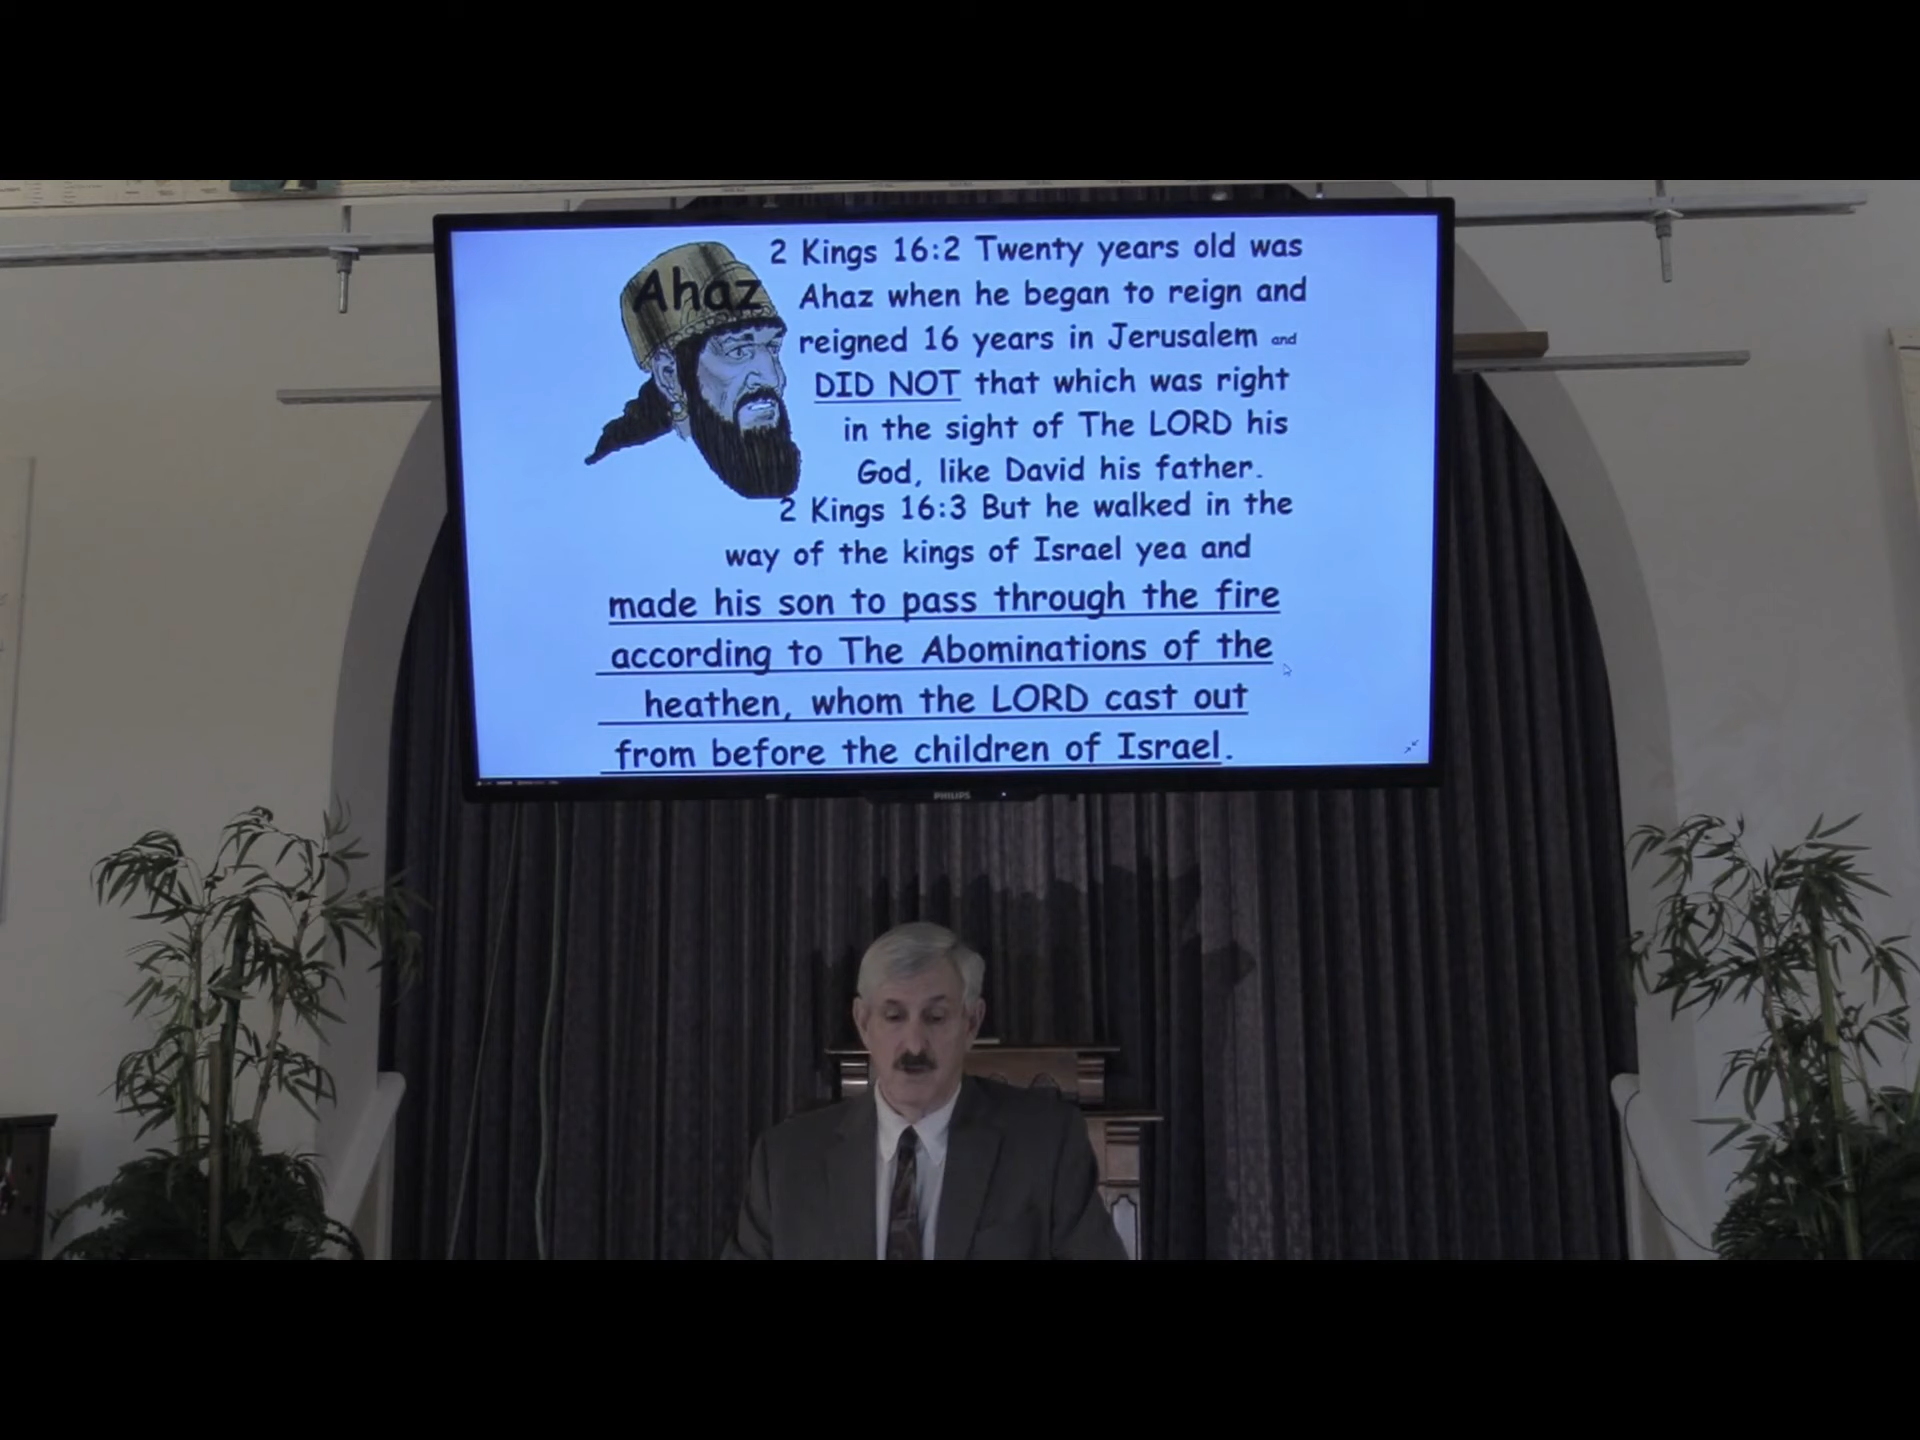 2 Kings 16:2 Twenty years old was
Ahaz
Ahaz when he began to reign and
reigned 16 years in Jerusalem and
DID NOT that which was right
in the sight of The LORD his
God, like David his father.
2 Kings 16:3 But he walked in the
way of the kings of Israel yea and
made his son to pass through the fire
according to The Abominations of the
heathen, whom the LORD cast out
from before the children of Israel.
PHILIPS